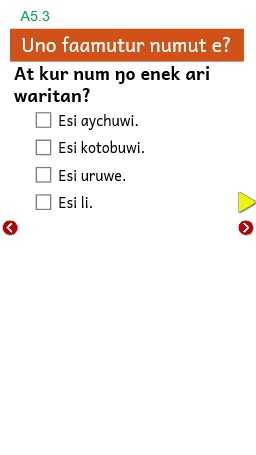 A5.3
Uno faamutur numut e?
At kur num ŋo enek ari
waritan?
Esi aychuwi.
Esi kotobuwi.
Esi uruwe.
Esi li.